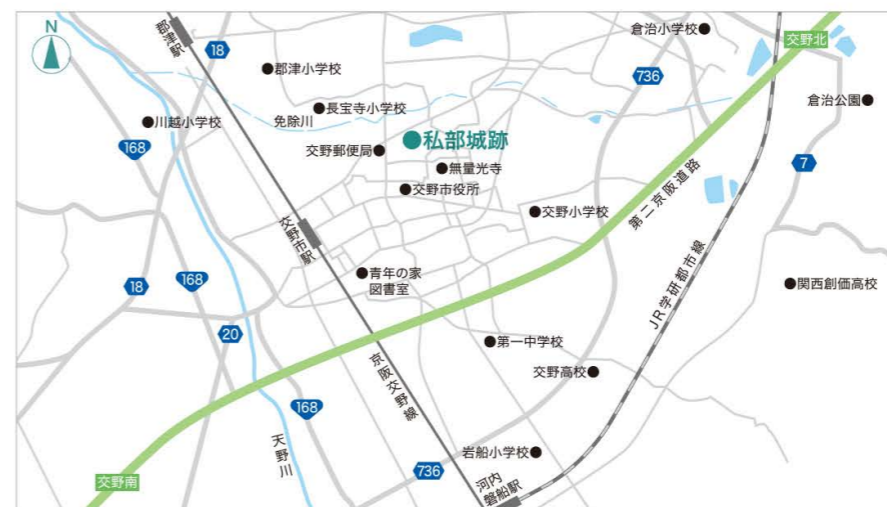 N
郡津駅
18
郡津小学校
倉治小学校
交野北
736
倉治公園
長宝寺小学校
免除川
川越小学校
168
私部城跡
交野郵便局
無量光寺
7
交野市役所
交野小学校
第二京阪道路
交野市駅
JR学研都市線
青年の家
図書室
168
18
関西創価高校
20
第一中学校
京阪交野線
交野高校
168
天野川
岩船小学校
736
河内
磐船駅
交野南